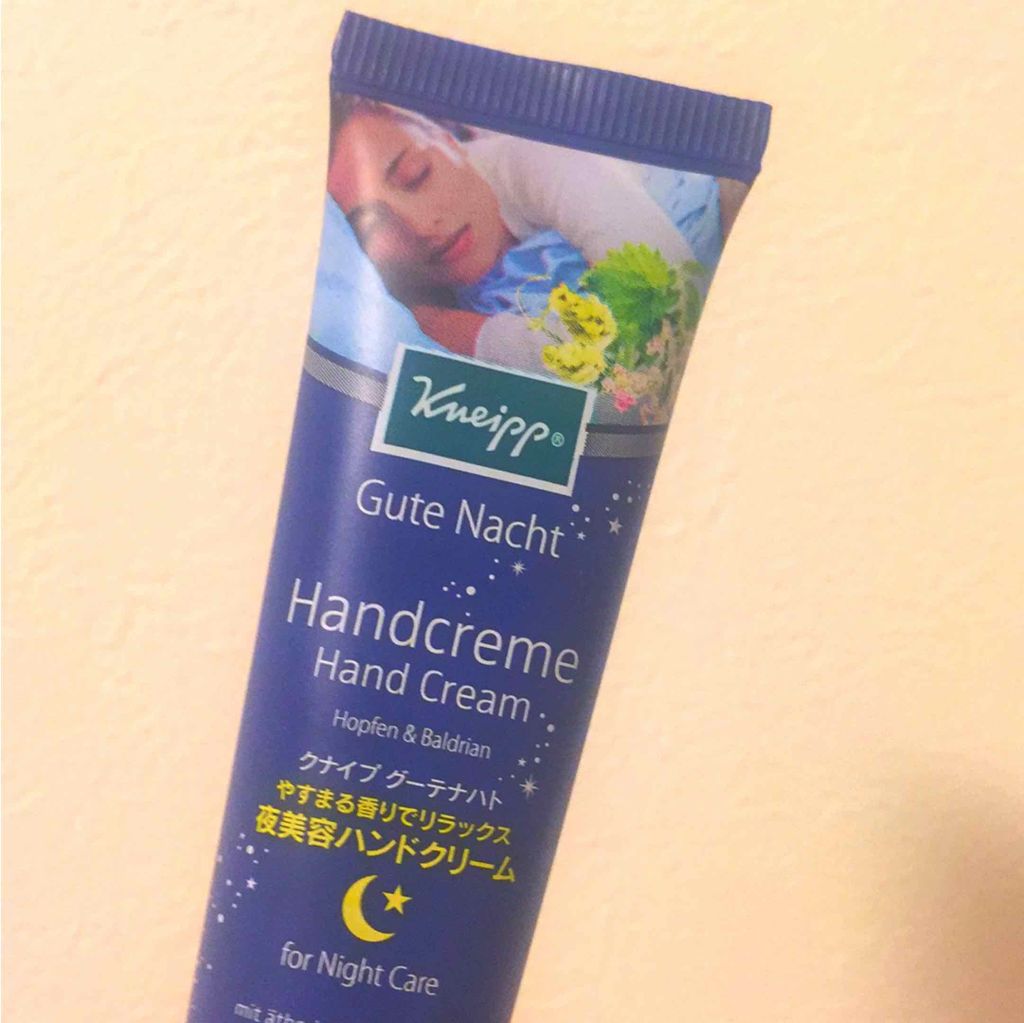 Kneipp®
Gute Nacht
Handcreme
Hand Cream
Hopfen & Baldrian
クナイプ グーテナハト
やすまる香りでリラックス
夜美容ハンドクリーム
for Night Care
mit